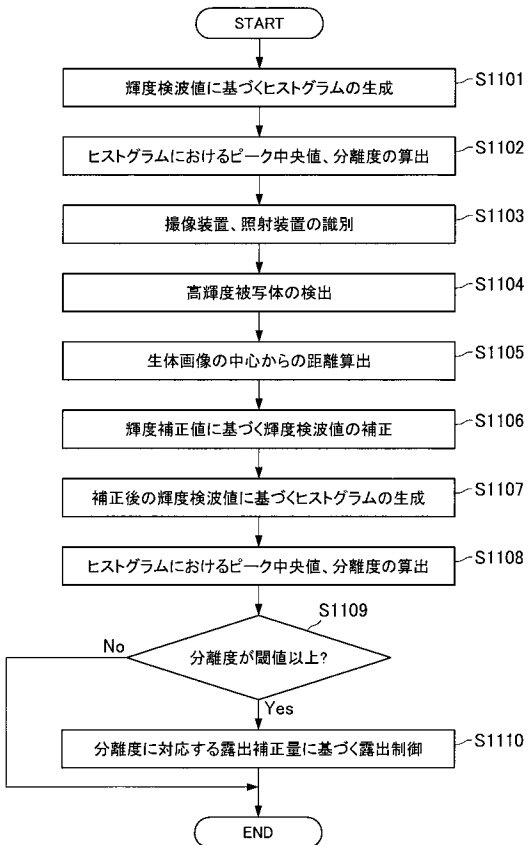 START
輝度検波値に基づくヒストグラムの生成
S1101
ヒストグラムにおけるピーク中央値、分離度の算出
S1102
撮像装置、照射装置の識別
S1103
高輝度被写体の検出
S1104
生体画像の中心からの距離算出
S1105
輝度補正値に基づく輝度検波値の補正
S1106
補正後の輝度検波値に基づくヒストグラムの生成
S1107
ヒストグラムにおけるピーク中央値、分離度の算出
S1108
S1109
No
分離度が閾値以上?
Yes
分離度に対応する露出補正量に基づく露出制御
S1110
END